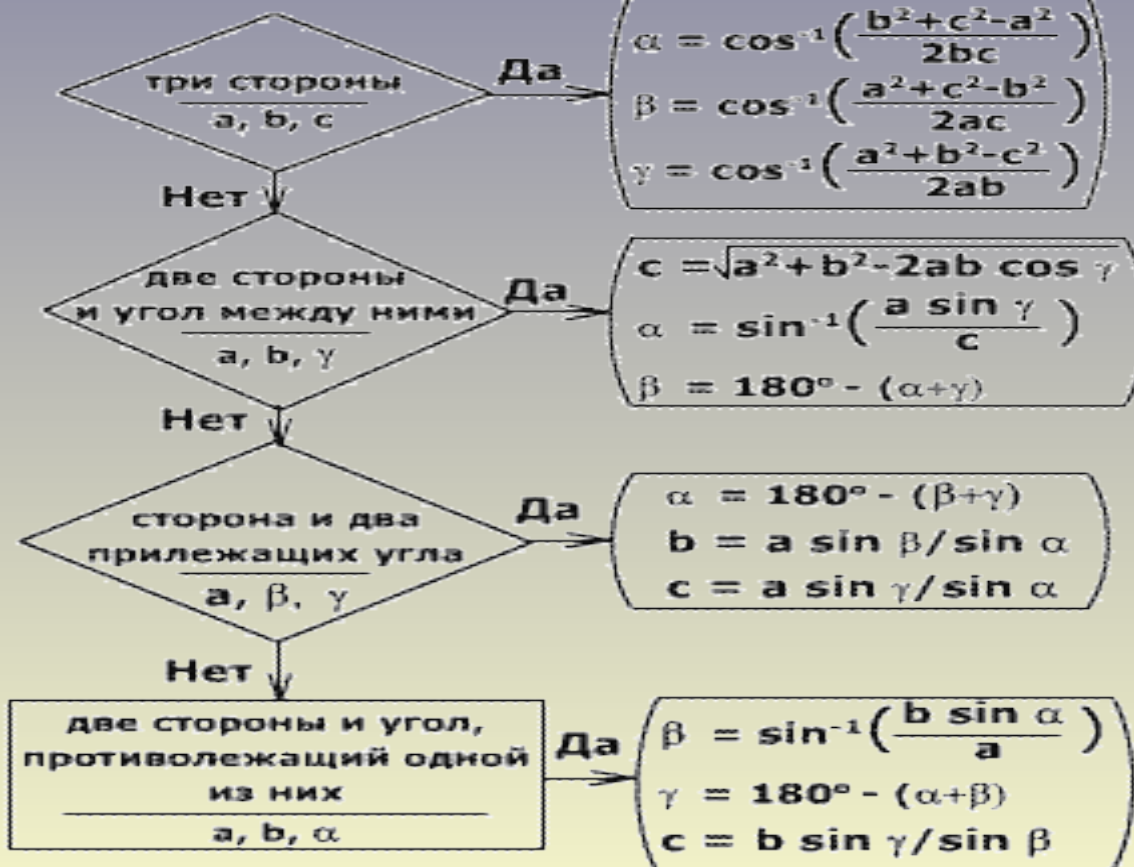 три стороны
a, b, c
Да
α = cos⁻¹((b²+c²-a²)/(2bc))
β = cos⁻¹((a²+c²-b²)/(2ac))
γ = cos⁻¹((a²+b²-c²)/(2ab))
Нет
две стороны
и угол между ними
a, b, γ
Да
c =√(a²+b²-2ab cos γ)
α = sin⁻¹((a sin γ)/c)
β = 180° - (α+γ)
Нет
сторона и два
прилежащих угла
a, β, γ
Да
α = 180° - (β+γ)
b = a sin β/sin α
c = a sin γ/sin α
Нет
две стороны и угол,
противолежащий одной
из них
a, b, α
Да
β = sin⁻¹((b sin α)/a)
γ = 180° - (α+β)
c = b sin γ/sin β